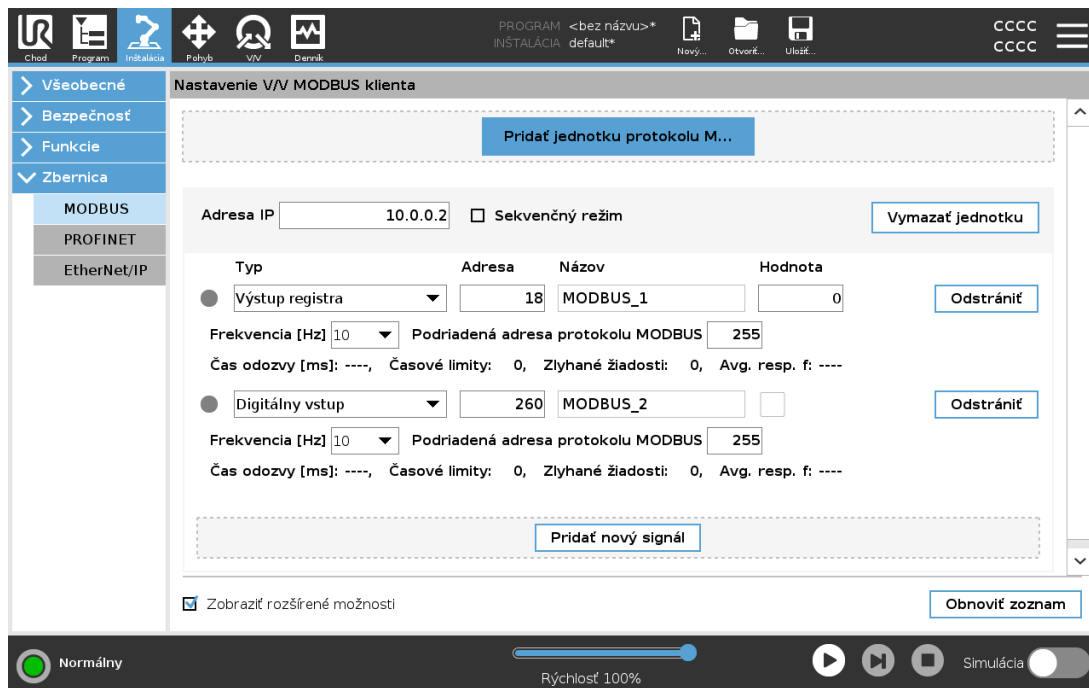 PROGRAM <bez názvu>*
INŠTALÁCIA default*
CCCC
CCCC
Chod Program Inštalácia Pohyb V/V Denník Nový... Otvoriť... Uložiť...
Všeobecné
Bezpečnosť
Funkcie
Zbernica
MODBUS
PROFINET
EtherNet/IP
Nastavenie V/V MODBUS klienta
Pridať jednotku protokolu M...
Adresa IP 10.0.0.2 Sekvenčný režim Vymazať jednotku
Typ Adresa Názov Hodnota
Výstup registra 18 MODBUS_1 0 Odstrániť
Frekvencia [Hz] 10 Podriadená adresa protokolu MODBUS 255
Čas odozvy [ms]: ----, Časové limity: 0, Zlyhané žiadosti: 0, Avg. resp. f: ----
Digitálny vstup 260 MODBUS_2 Odstrániť
Frekvencia [Hz] 10 Podriadená adresa protokolu MODBUS 255
Čas odozvy [ms]: ----, Časové limity: 0, Zlyhané žiadosti: 0, Avg. resp. f: ----
Pridať nový signál
Zobraziť rozšírené možnosti Obnoviť zoznam
Normálny
Rýchlosť 100%
Simulácia